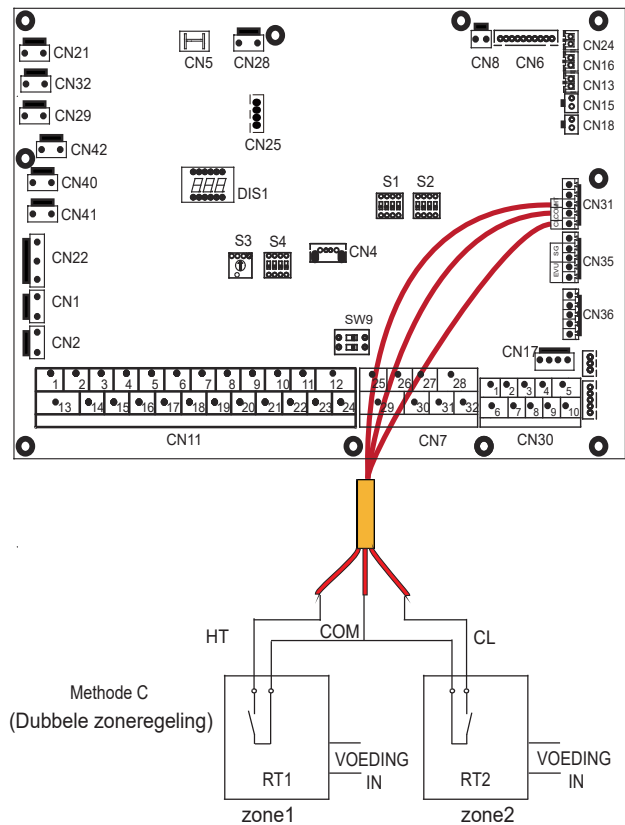 CN21
CN32
CN29
CN42
CN40
CN41
CN22
CN1
CN2
CN5
CN28
CN25
DIS1
S3
S4
CN4
S1
S2
SW9
CN8
CN6
CN24
CN16
CN13
CN15
CN18
CN31
CN35
SG
EVU
CN36
CN17
1 2 3 4 5 6 7 8 9 10 11 12
13 14 15 16 17 18 19 20 21 22 23 24
CN11
25 26 27 28
29 30 31 32
CN7
1 2 3 4 5
6 7 8 9 10
CN30
HT
COM
CL
Methode C
(Dubbele zoneregeling)
RT1
VOEDING
IN
zone1
RT2
VOEDING
IN
zone2